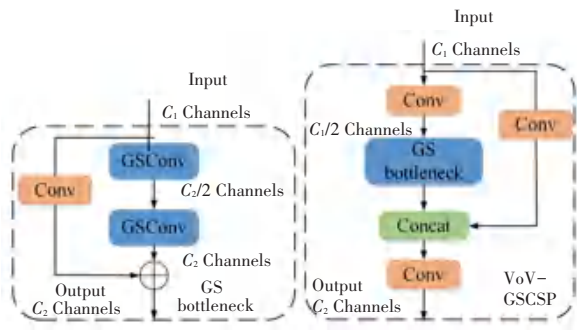 Input
C₁ Channels
GSConv
Conv
C₂/2 Channels
GSConv
C₂ Channels
Output
C₂ Channels
GS
bottleneck
Input
C₁ Channels
Conv
C₁/2 Channels
Conv
GS
bottleneck
Concat
Conv
Output
C₂ Channels
VoV-
GSCSP